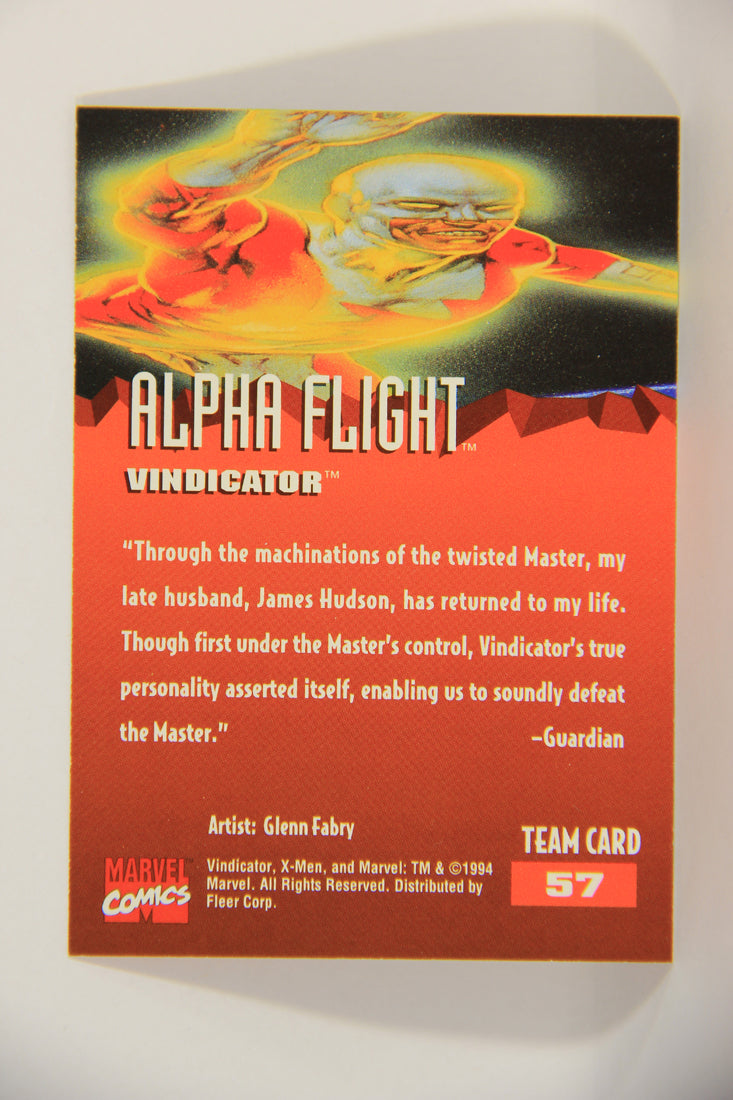 ALPHA FLIGHT™
VINDICATOR™
“Through the machinations of the twisted Master, my
late husband, James Hudson, has returned to my life.
Though first under the Master’s control, Vindicator’s true
personality asserted itself, enabling us to soundly defeat
the Master.” –Guardian
Artist: Glenn Fabry
TEAM CARD
57
MARVEL™
COMICS
Vindicator, X-Men, and Marvel: TM & ©1994
Marvel. All Rights Reserved. Distributed by
Fleer Corp.